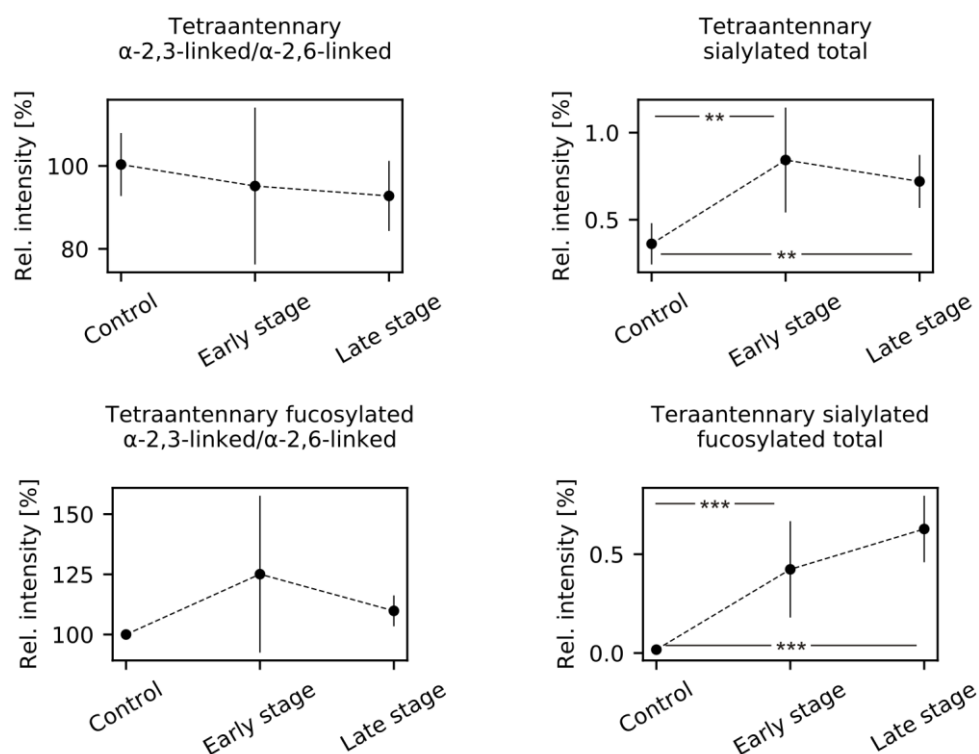 Tetraantennary
α-2,3-linked/α-2,6-linked
Rel. intensity [%]
100
80
Control
Early stage
Late stage
Tetraantennary
sialylated total
Rel. intensity [%]
1.0
0.5
**
**
Control
Early stage
Late stage
Tetraantennary fucosylated
α-2,3-linked/α-2,6-linked
Rel. intensity [%]
150
125
100
Control
Early stage
Late stage
Teraantennary sialylated
fucosylated total
Rel. intensity [%]
0.5
0.0
***
***
Control
Early stage
Late stage